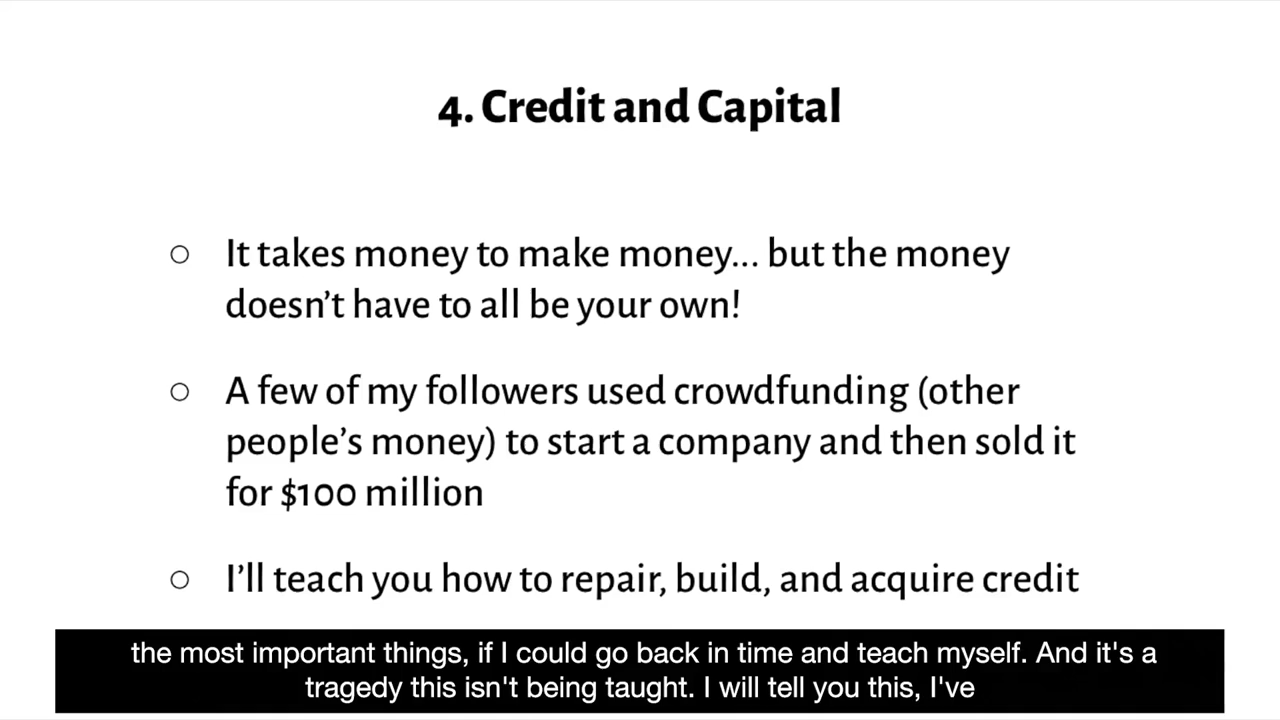 4. Credit and Capital
○ It takes money to make money... but the money
doesn’t have to all be your own!
○ A few of my followers used crowdfunding (other
people’s money) to start a company and then sold it
for $100 million
○ I’ll teach you how to repair, build, and acquire credit
the most important things, if I could go back in time and teach myself. And it's a
tragedy this isn't being taught. I will tell you this, I've